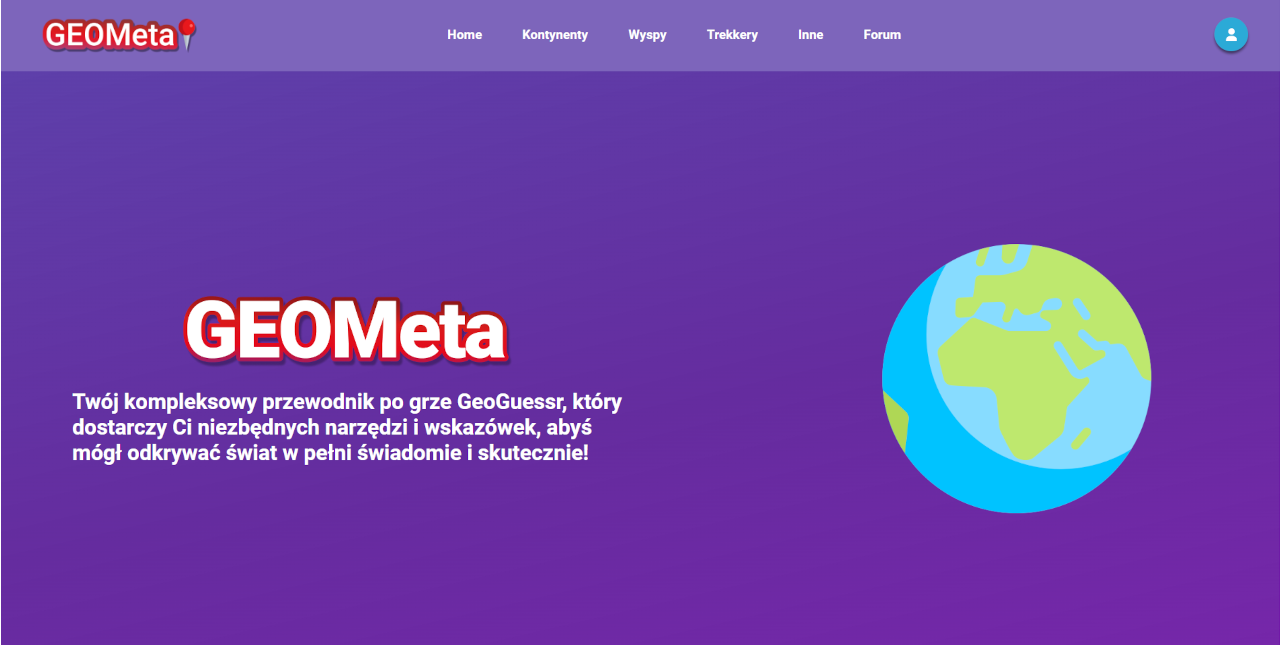 GEOMeta
Home Kontynenty Wyspy Trekkery Inne Forum
GEOMeta
Twój kompleksowy przewodnik po grze GeoGuessr, który
dostarczy Ci niezbędnych narzędzi i wskazówek, abyś
mógł odkrywać świat w pełni świadomie i skutecznie!